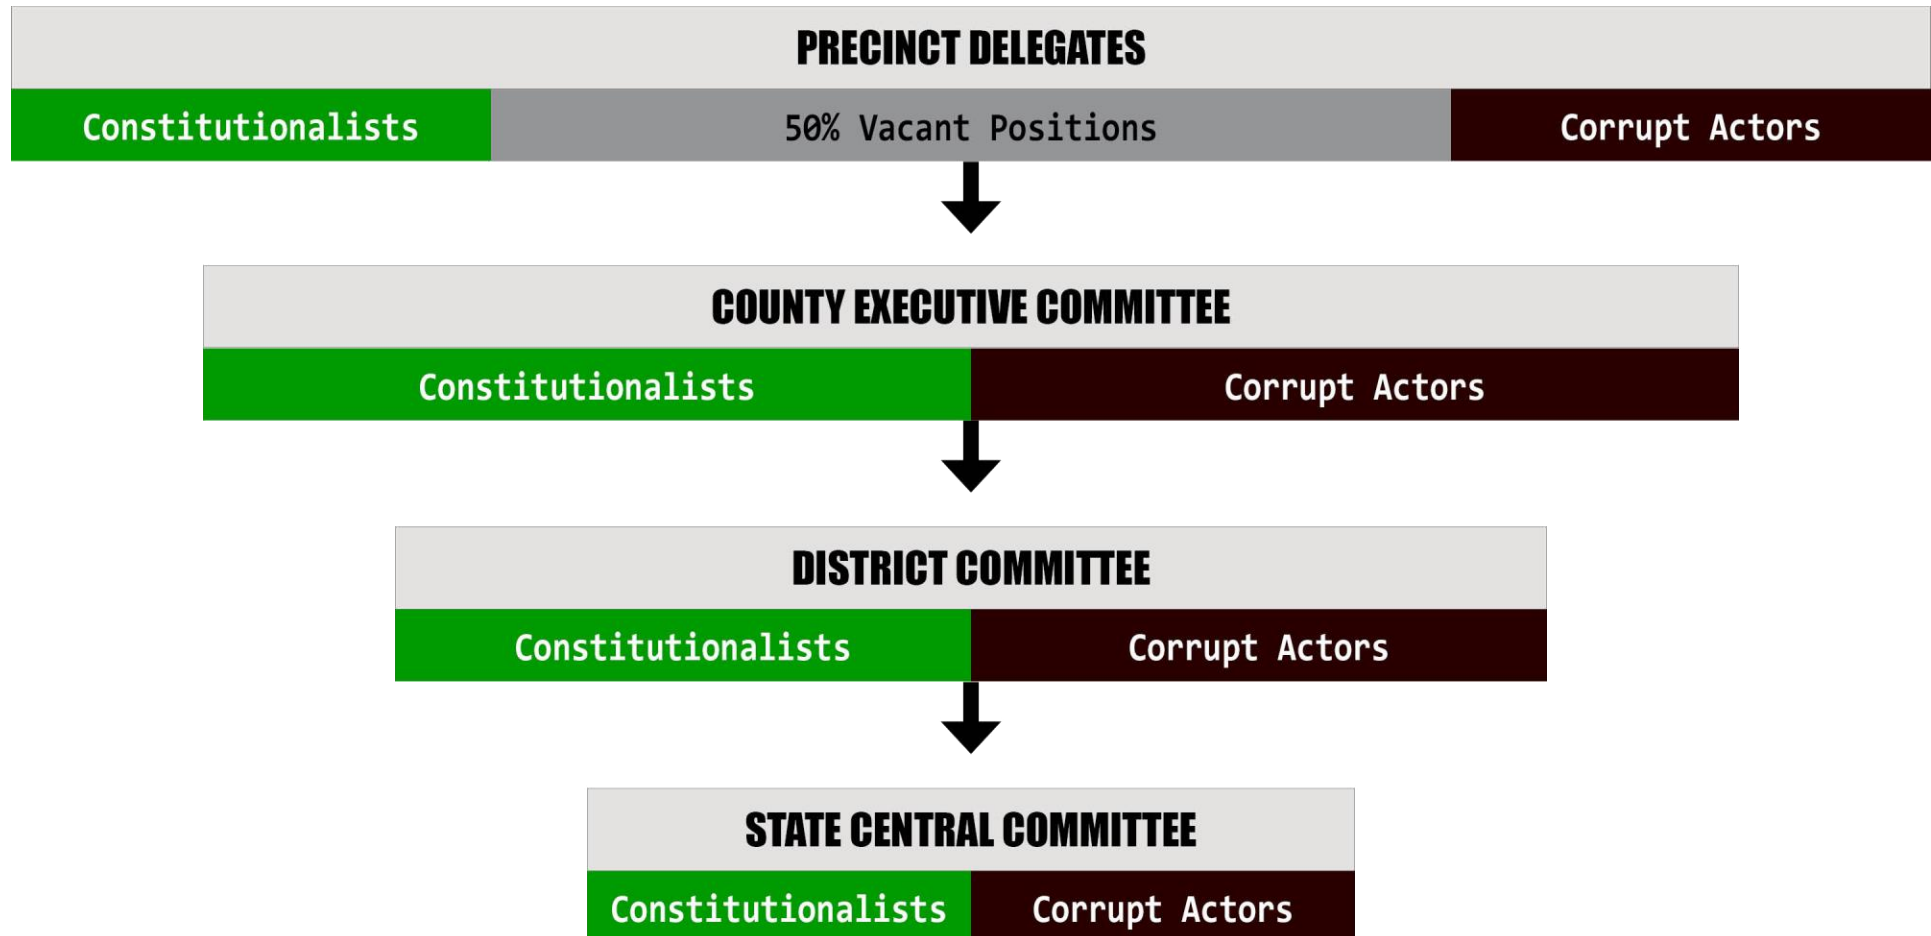 PRECINCT DELEGATES
Constitutionalists 50% Vacant Positions Corrupt Actors
COUNTY EXECUTIVE COMMITTEE
Constitutionalists Corrupt Actors
DISTRICT COMMITTEE
Constitutionalists Corrupt Actors
STATE CENTRAL COMMITTEE
Constitutionalists Corrupt Actors